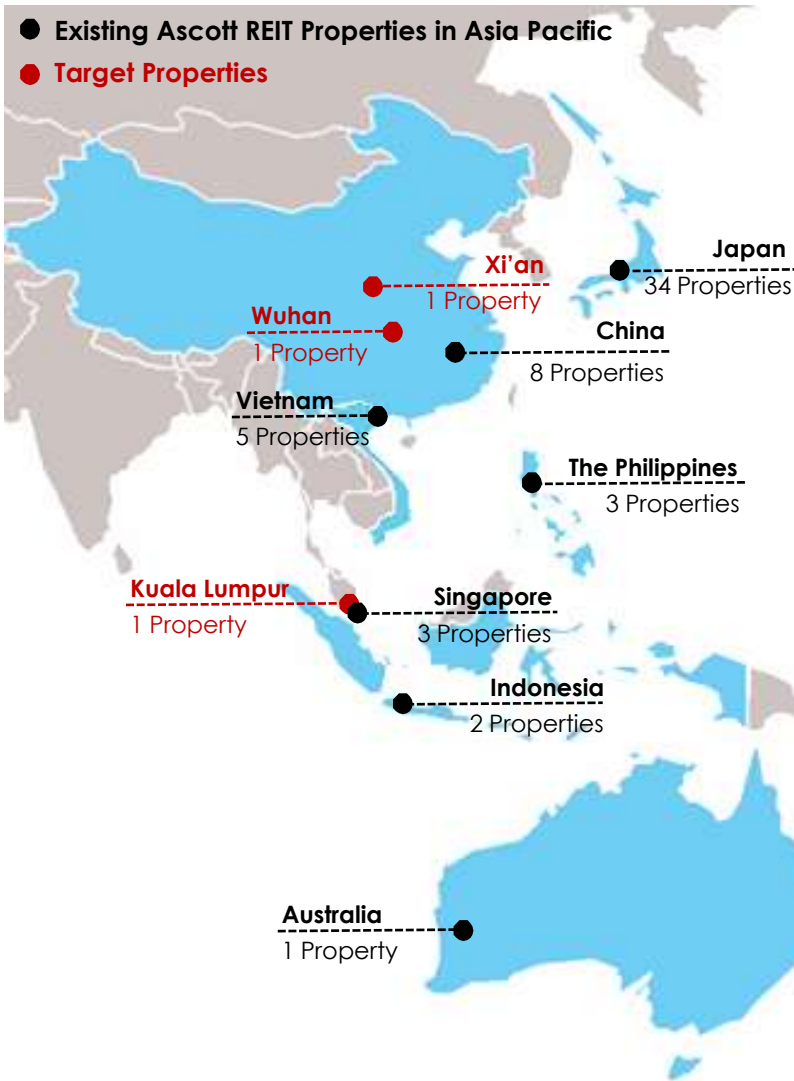 Existing Ascott REIT Properties in Asia Pacific
Target Properties
Japan
34 Properties
Xi’an
1 Property
Wuhan
1 Property
China
8 Properties
Vietnam
5 Properties
The Philippines
3 Properties
Kuala Lumpur
1 Property
Singapore
3 Properties
Indonesia
2 Properties
Australia
1 Property